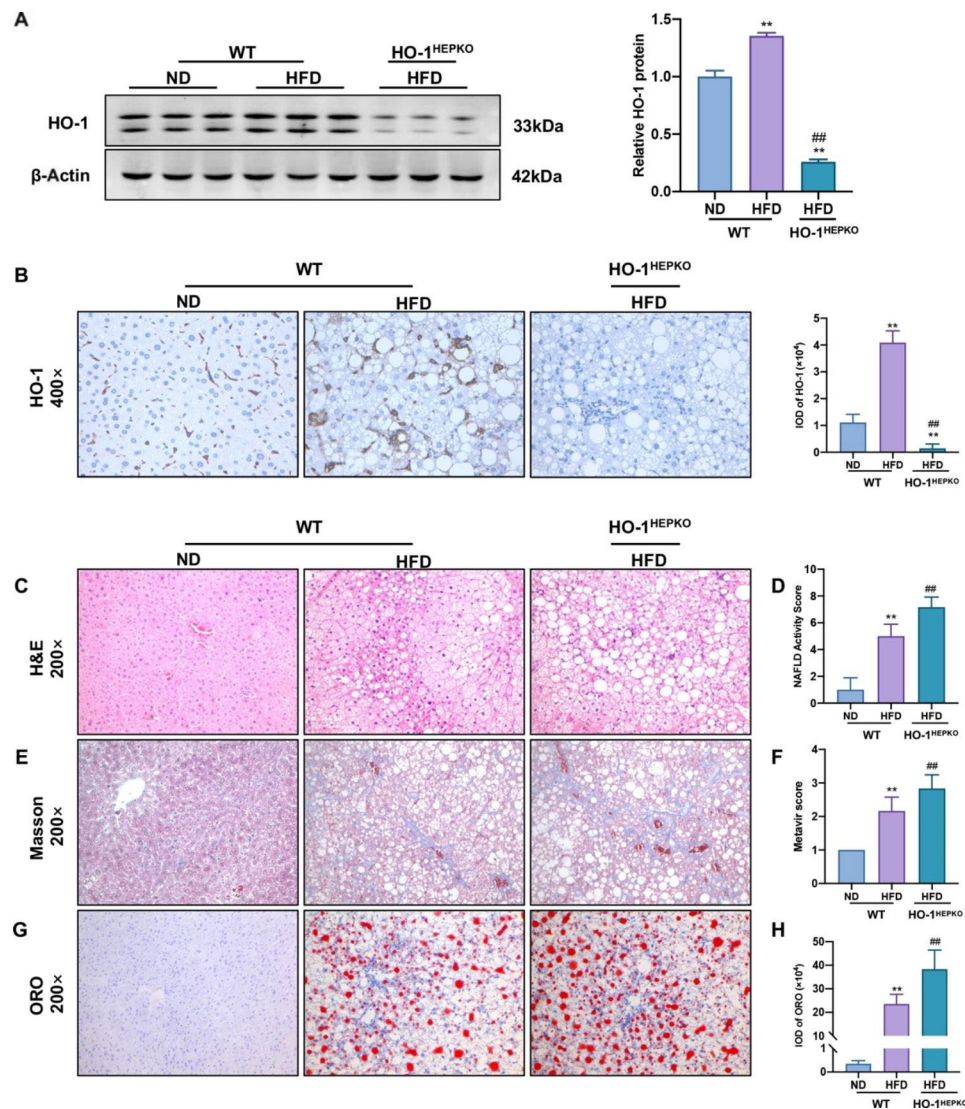 A
WT
HO-1HEPKO
ND
HFD
HFD
HO-1
33kDa
β-Actin
42kDa
Relative HO-1 protein
1.5
1.0
0.5
0.0
**
##
**
ND
HFD
HFD
WT
HO-1HEPKO
B
WT
HO-1HEPKO
ND
HFD
HFD
HO-1
400×
IOD of HO-1 (×10⁴)
5
4
3
2
1
0
**
##
**
ND
HFD
HFD
WT
HO-1HEPKO
WT
HO-1HEPKO
ND
HFD
HFD
C
H&E
200×
D
NAFLD Activity Score
10
8
6
4
2
0
**
##
ND
HFD
HFD
WT
HO-1HEPKO
E
Masson
200×
F
Metavir score
4
3
2
1
0
**
##
ND
HFD
HFD
WT
HO-1HEPKO
G
ORO
200×
H
IOD of ORO (×10⁴)
50
40
30
20
10
1
0
**
##
ND
HFD
HFD
WT
HO-1HEPKO